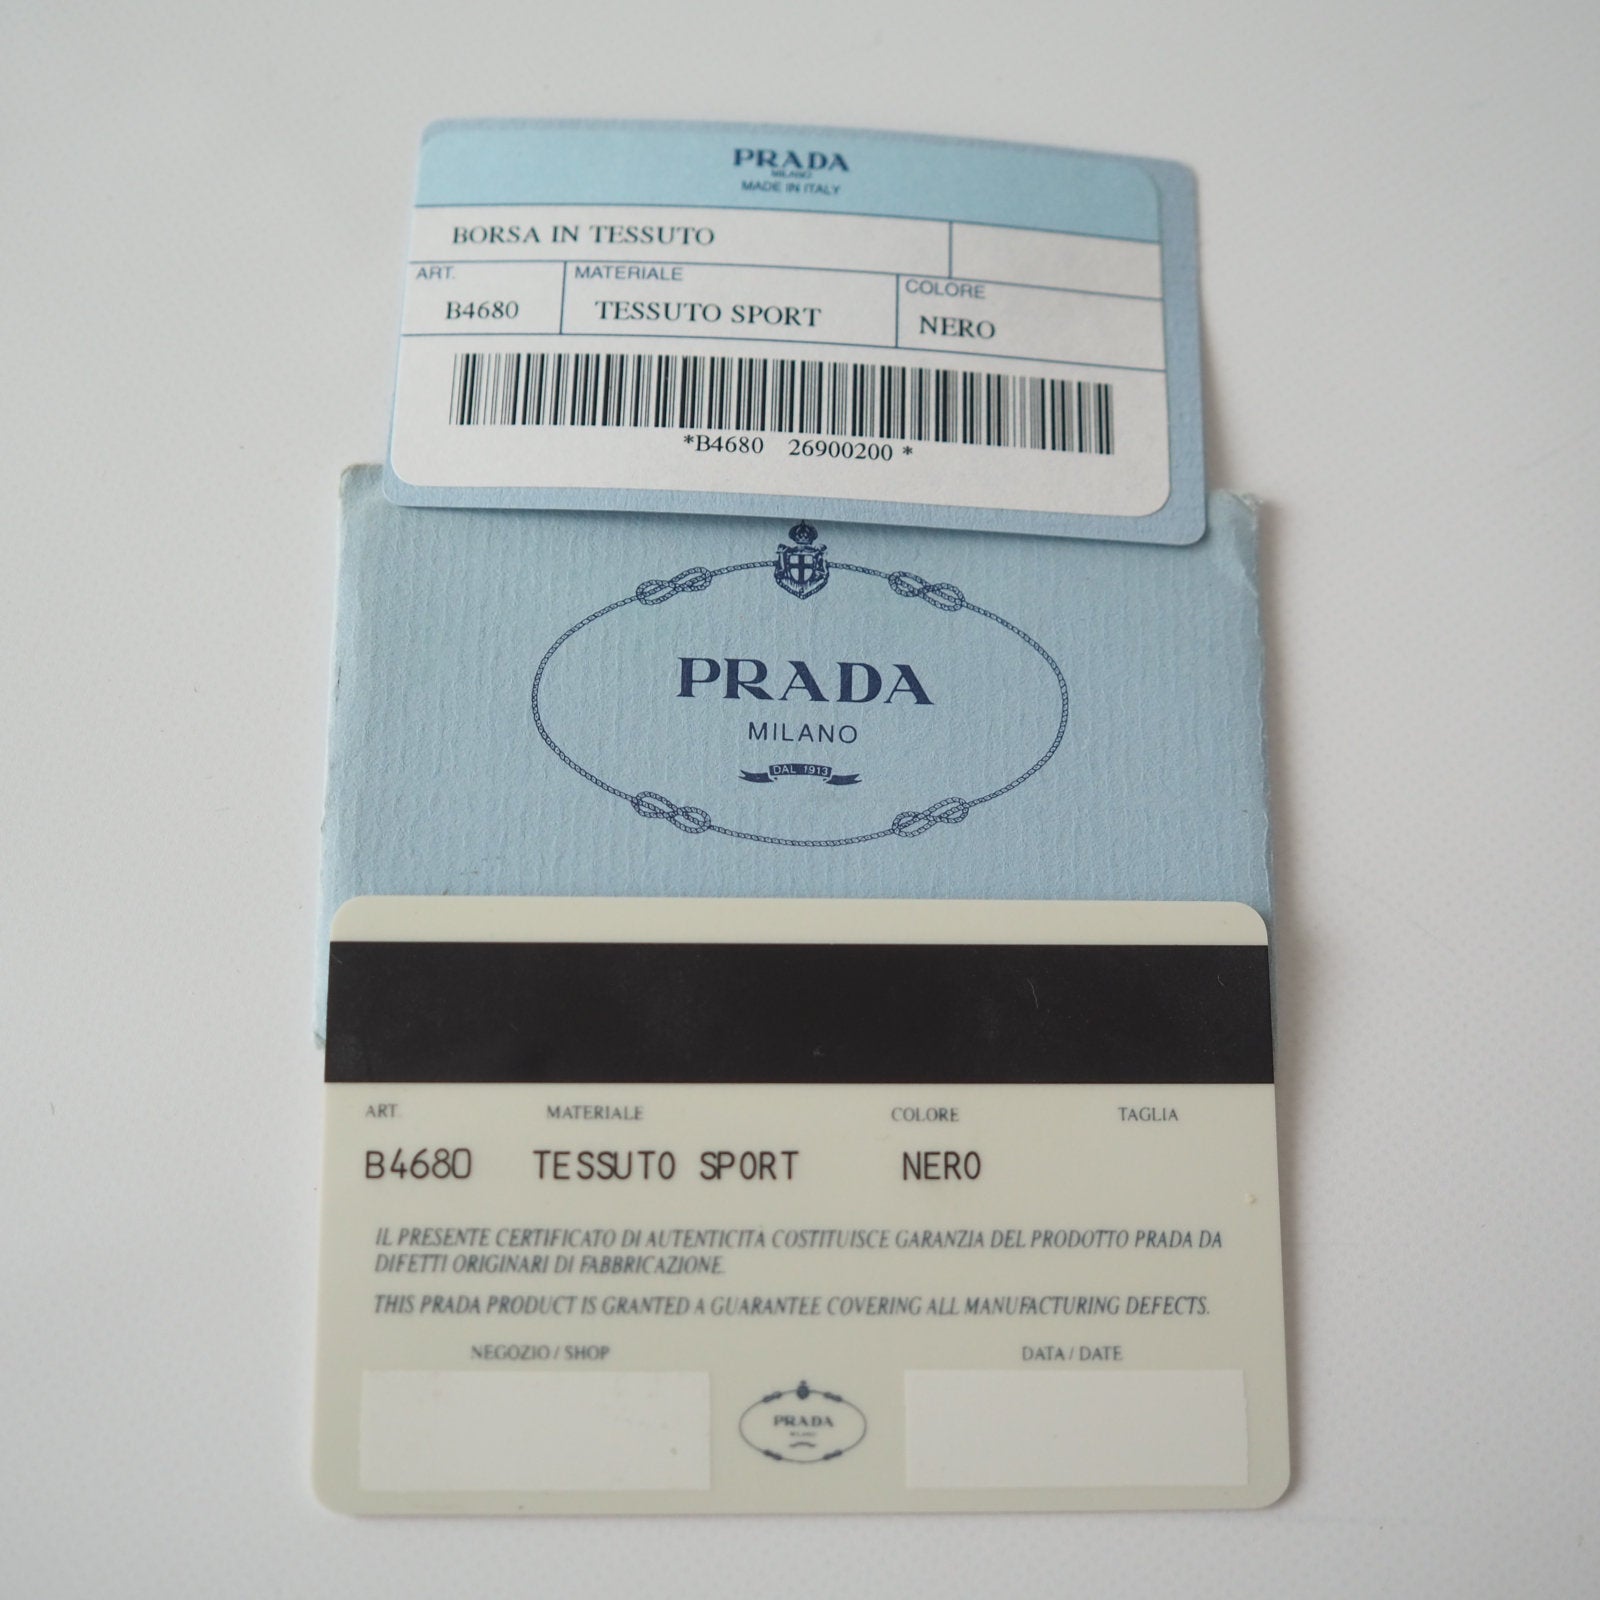 PRADA
MILANO
MADE IN ITALY
BORSA IN TESSUTO
ART. MATERIALE COLORE
B4680 TESSUTO SPORT NERO
*B4680 26900200 *
PRADA
MILANO
DAL 1913
ART. MATERIALE COLORE TAGLIA
B4680 TESSUTO SPORT NERO
IL PRESENTE CERTIFICATO DI AUTENTICITÀ COSTITUISCE GARANZIA DEL PRODOTTO PRADA DA
DIFETTI ORIGINARI DI FABBRICAZIONE.
THIS PRADA PRODUCT IS GRANTED A GUARANTEE COVERING ALL MANUFACTURING DEFECTS.
NEGOZIO / SHOP DATA / DATE
PRADA
MILANO